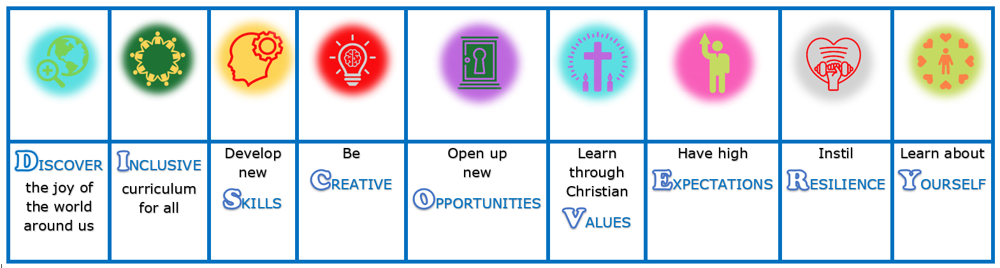 DISCOVER
the joy of
the world
around us
INCLUSIVE
curriculum
for all
Develop
new
SKILLS
Be
CREATIVE
Open up
new
OPPORTUNITIES
Learn
through
Christian
VALUES
Have high
EXPECTATIONS
Instil
RESILIENCE
Learn about
YOURSELF